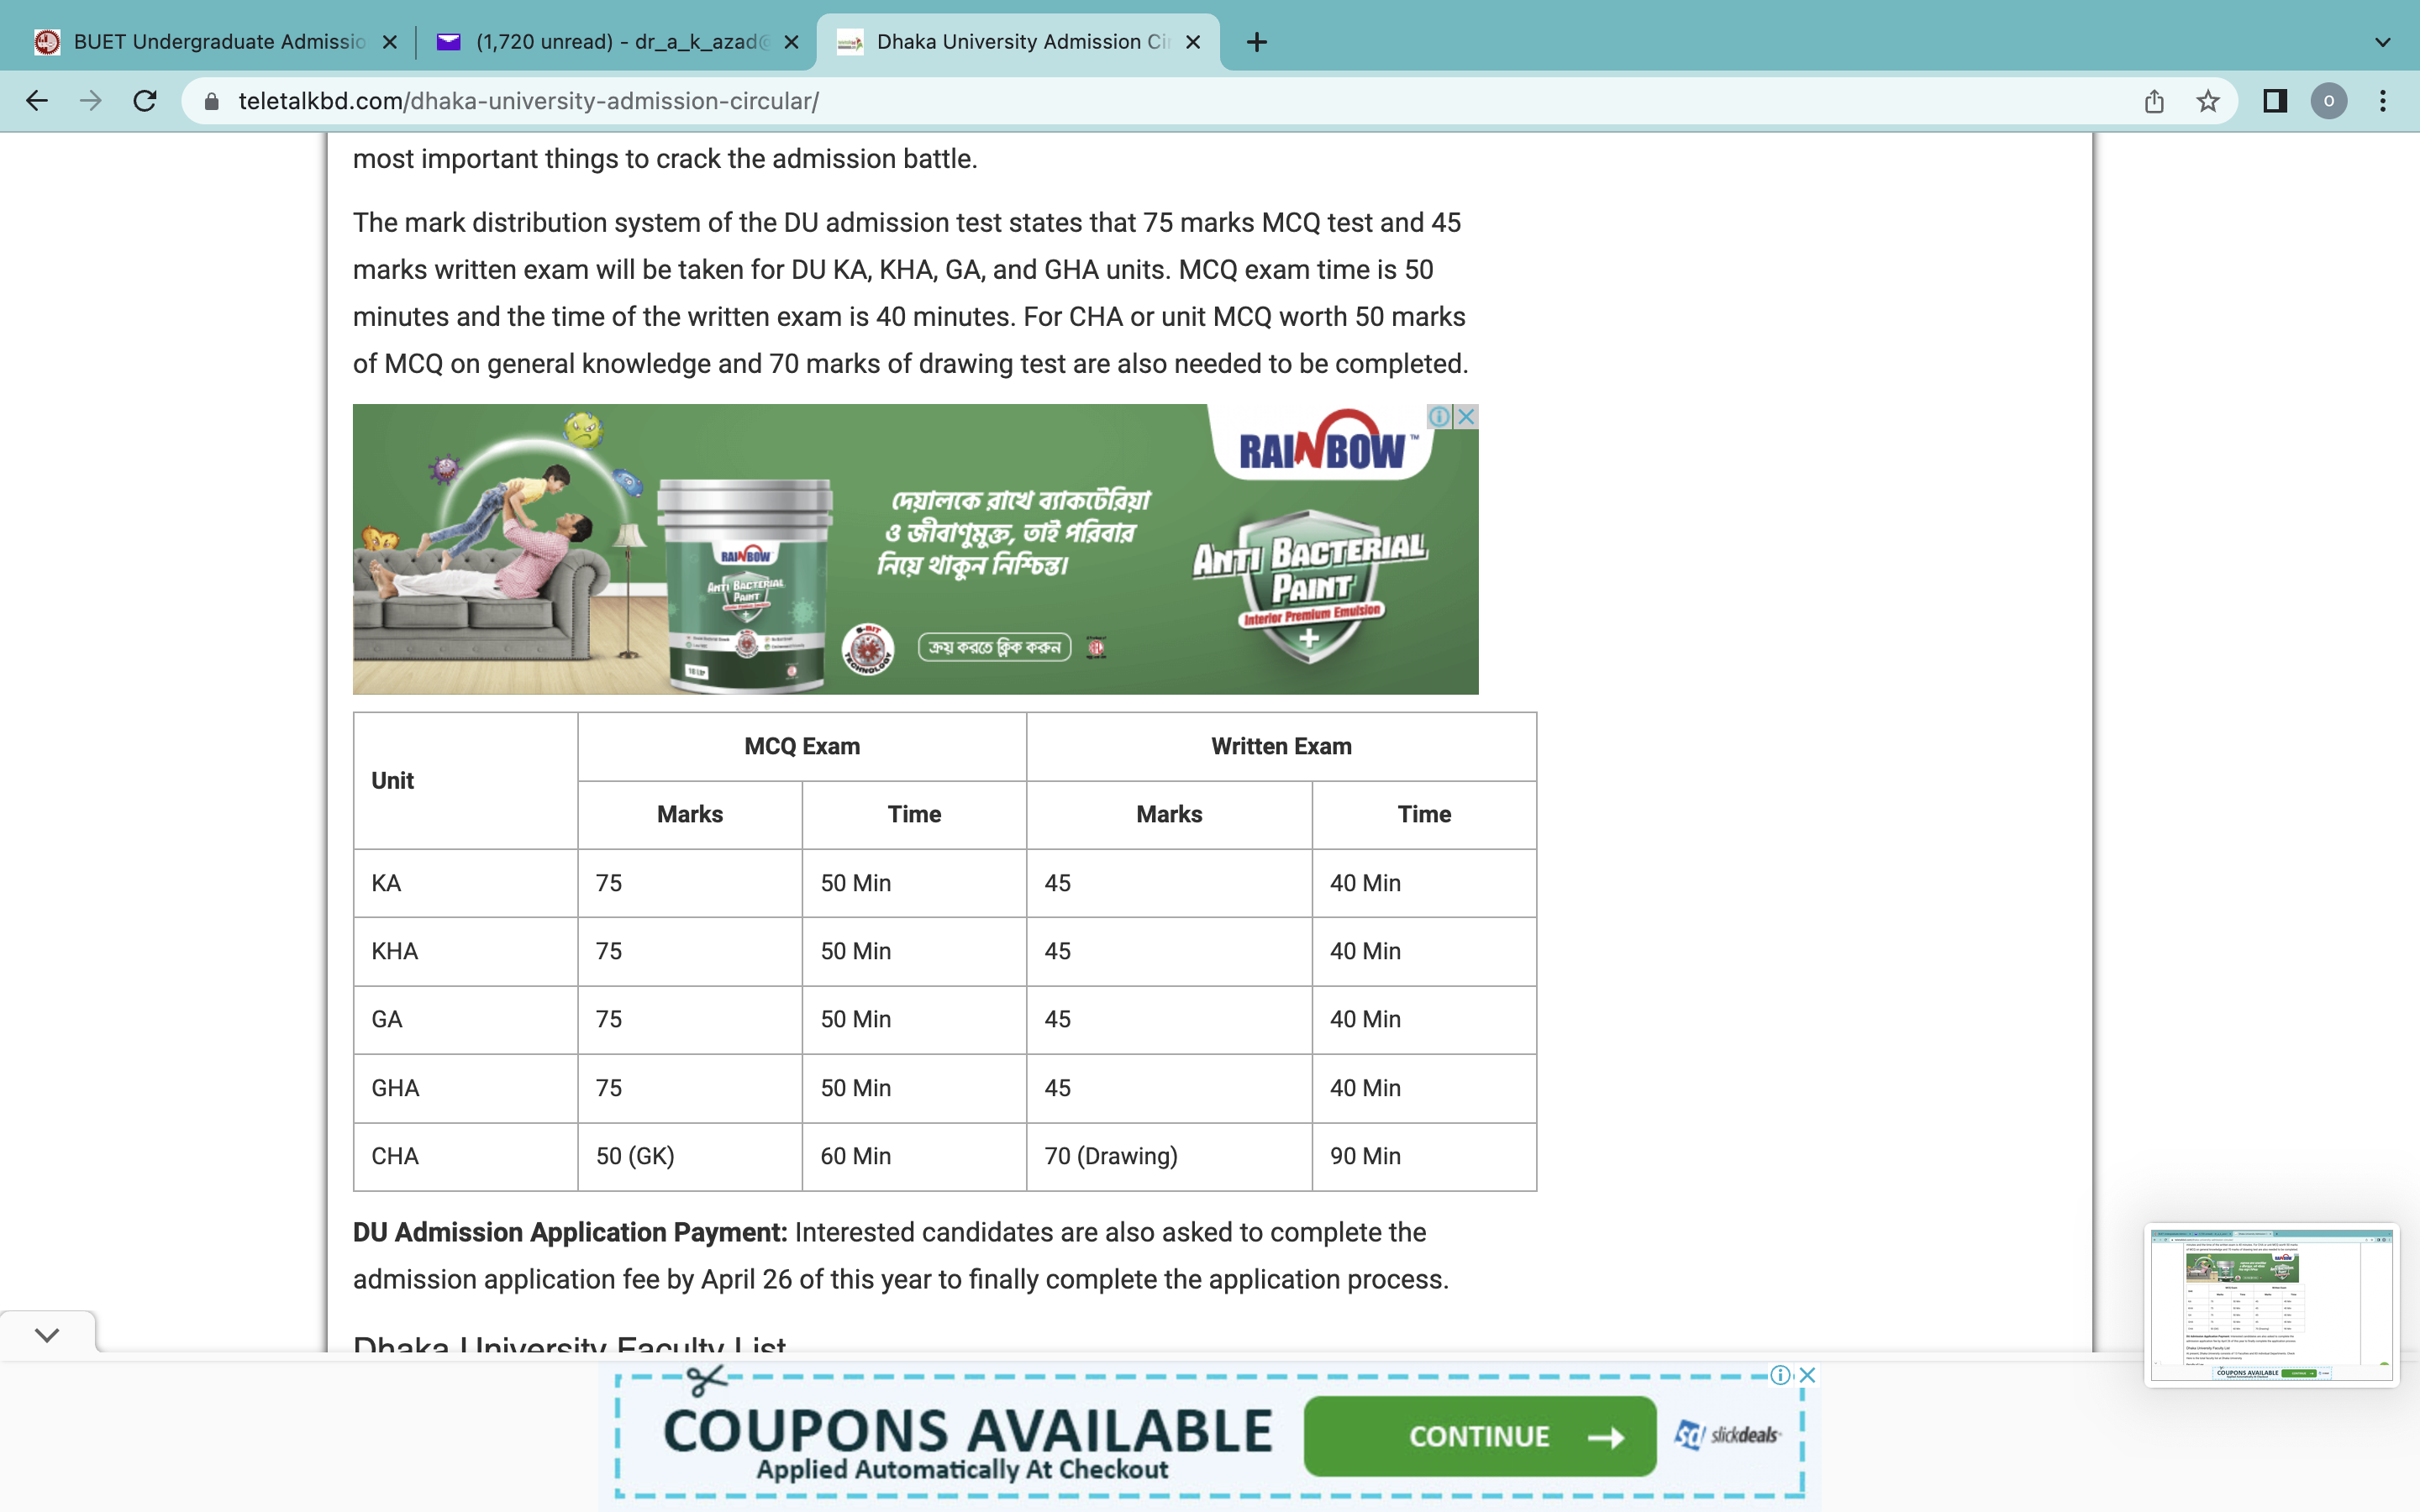 BUET Undergraduate Admissio
(1,720 unread) - dr_a_k_azad@
Dhaka University Admission Cir
teletalkbd.com/dhaka-university-admission-circular/
O
most important things to crack the admission battle.
The mark distribution system of the DU admission test states that 75 marks MCQ test and 45
marks written exam will be taken for DU KA, KHA, GA, and GHA units. MCQ exam time is 50
minutes and the time of the written exam is 40 minutes. For CHA or unit MCQ worth 50 marks
of MCQ on general knowledge and 70 marks of drawing test are also needed to be completed.
RAINBOW™
দেয়ালকে রাখে ব্যাকটেরিয়া
ও জীবাণুমুক্ত, তাই পরিবার
নিয়ে থাকুন নিশ্চিন্ত।
ANTI BACTERIAL
PAINT
Interior Premium Emulsion
RAINBOW
ANTI BACTERIAL
PAINT
TECHNOLOGY
ক্রয় করতে ক্লিক করুন
Unit MCQ Exam Written Exam
Marks Time Marks Time
KA 75 50 Min 45 40 Min
KHA 75 50 Min 45 40 Min
GA 75 50 Min 45 40 Min
GHA 75 50 Min 45 40 Min
CHA 50 (GK) 60 Min 70 (Drawing) 90 Min
DU Admission Application Payment: Interested candidates are also asked to complete the
admission application fee by April 26 of this year to finally complete the application process.
Dhaka University Faculty List
COUPONS AVAILABLE
Applied Automatically At Checkout
CONTINUE →
sd slickdeals
COUPONS AVAILABLE